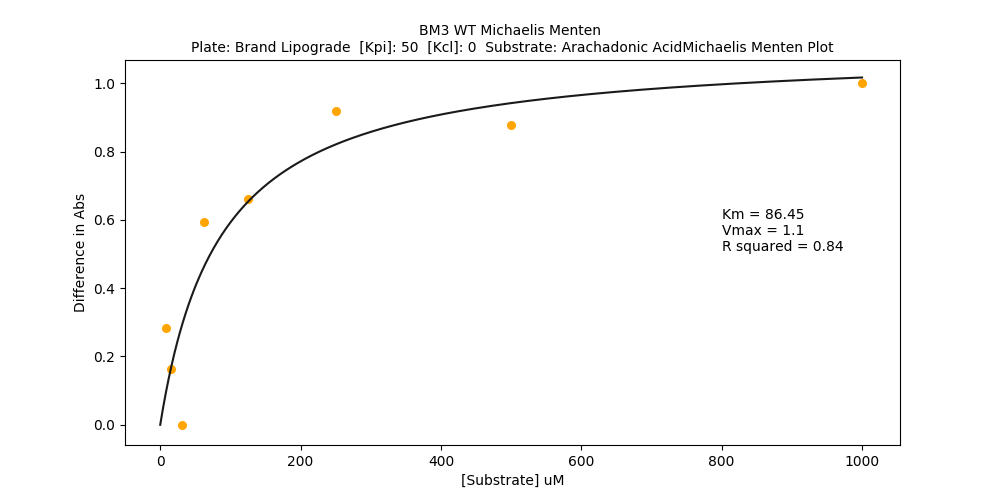 BM3 WT Michaelis Menten
Plate: Brand Lipograde  [Kpi]: 50  [Kcl]: 0  Substrate: Arachadonic AcidMichaelis Menten Plot
1.0
0.8
0.6
0.4
0.2
0.0
Difference in Abs
Km = 86.45
Vmax = 1.1
R squared = 0.84
0 200 400 600 800 1000
[Substrate] uM